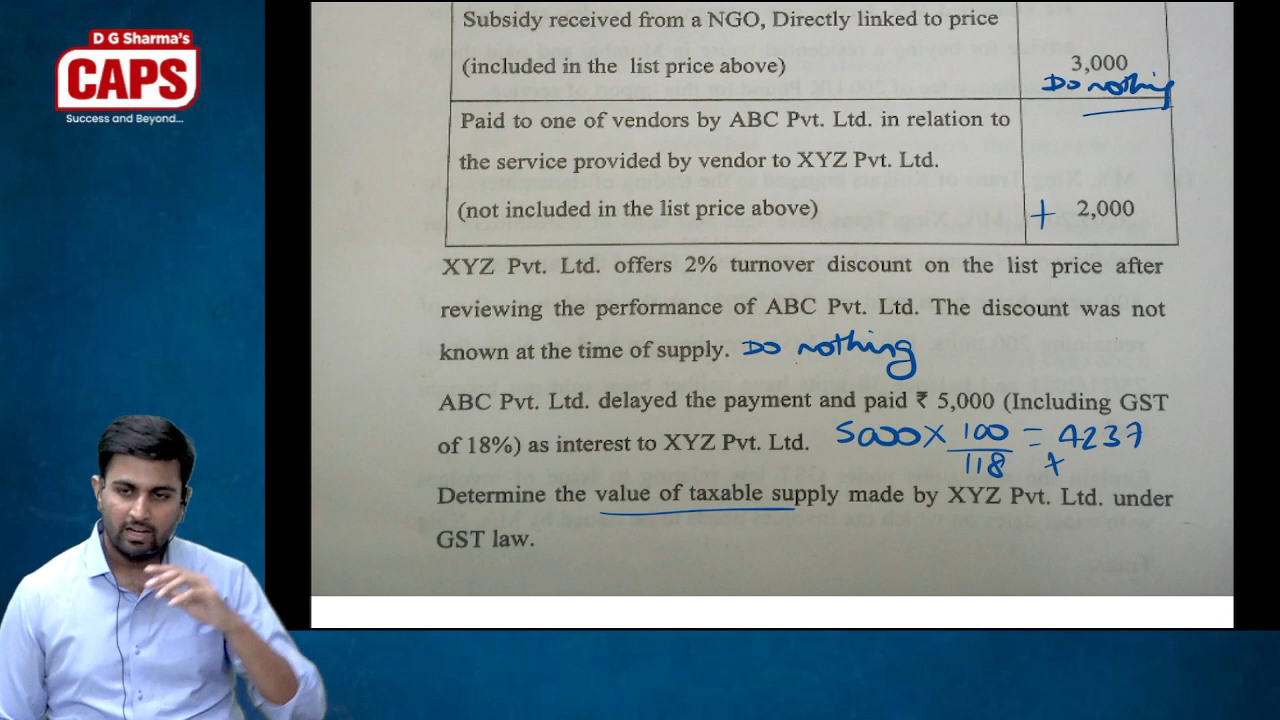 D G Sharma's
CAPS
Success and Beyond...
Subsidy received from a NGO, Directly linked to price
(included in the list price above)
3,000
Do nothing
Paid to one of vendors by ABC Pvt. Ltd. in relation to
the service provided by vendor to XYZ Pvt. Ltd.
(not included in the list price above)
+ 2,000
XYZ Pvt. Ltd. offers 2% turnover discount on the list price after
reviewing the performance of ABC Pvt. Ltd. The discount was not
known at the time of supply. Do nothing
ABC Pvt. Ltd. delayed the payment and paid ₹ 5,000 (Including GST
of 18%) as interest to XYZ Pvt. Ltd. 5000 × 100 = 4237
118 +
Determine the value of taxable supply made by XYZ Pvt. Ltd. under
GST law.